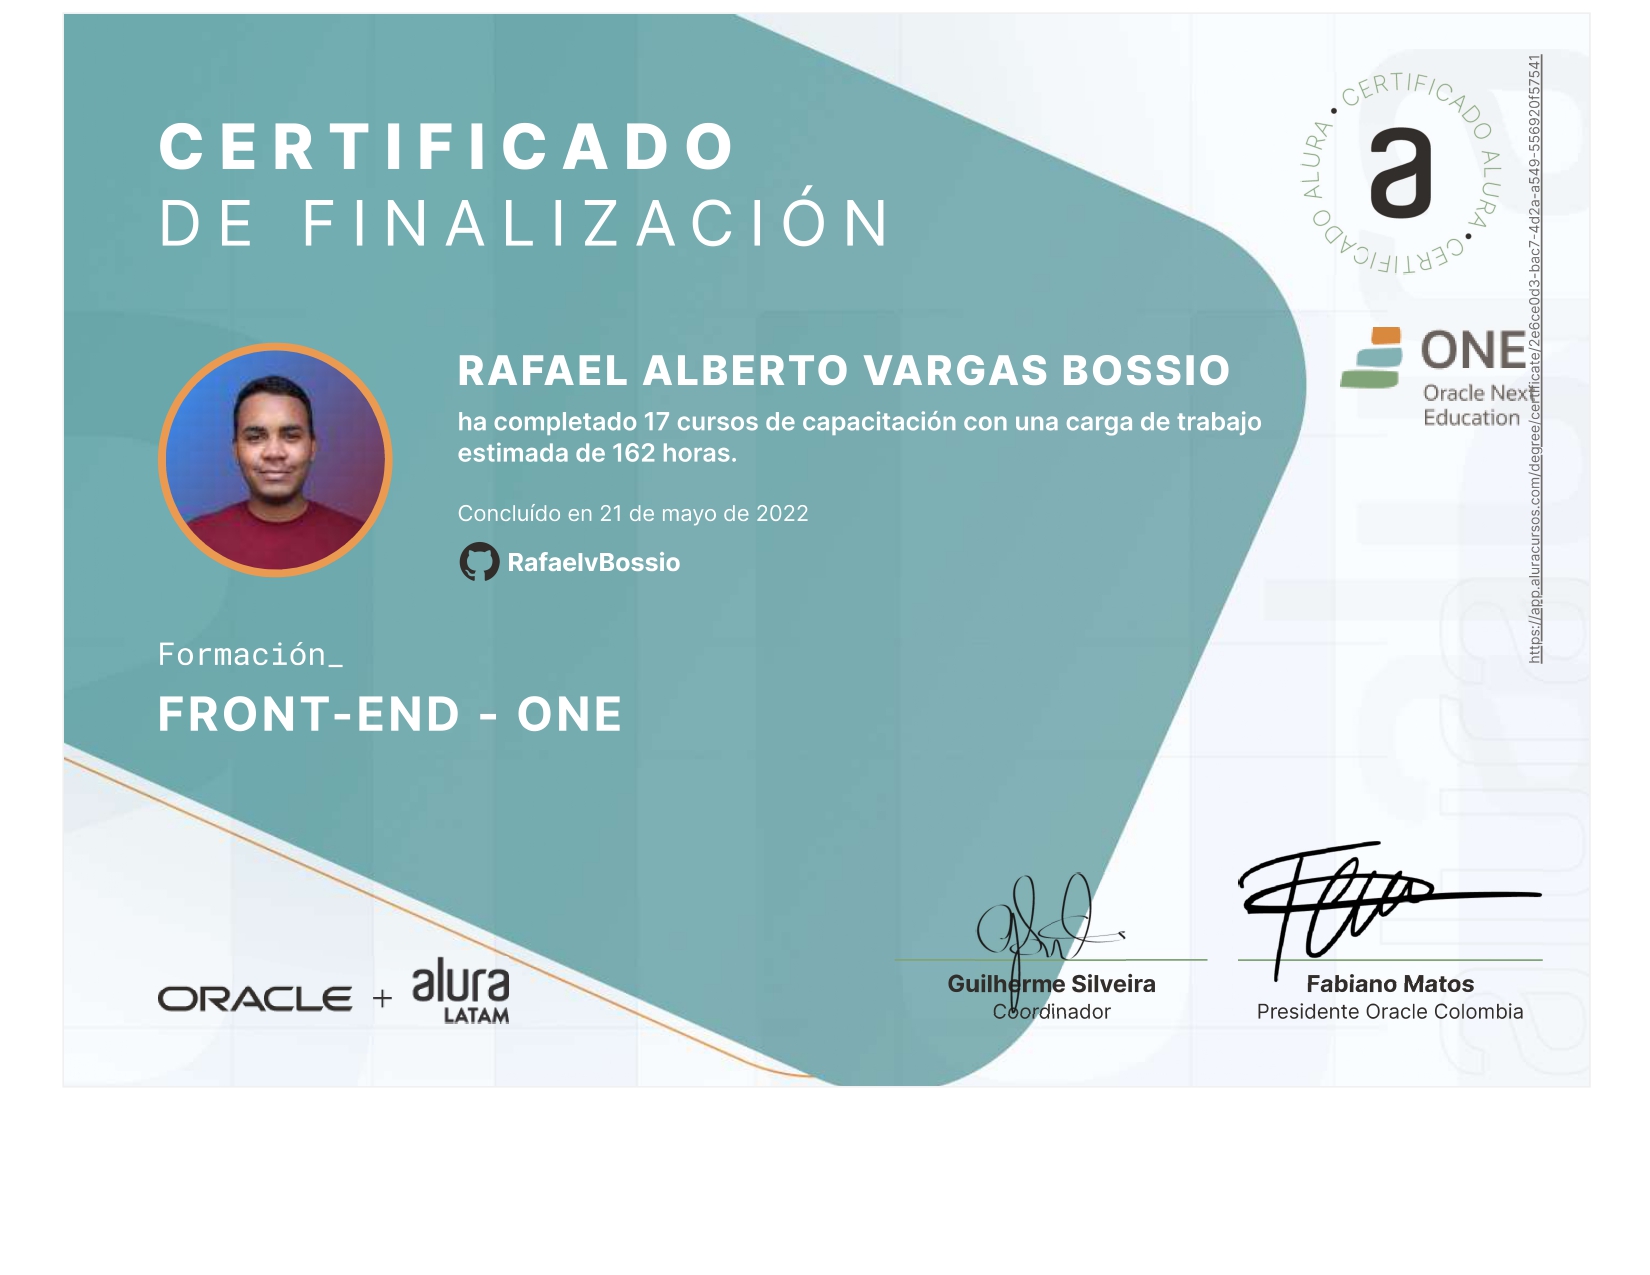 CERTIFICADO
DE FINALIZACIÓN
CERTIFICADO ALURA • CERTIFICADO ALURA •
a
ONE
Oracle Next
Education
https://app.aluracursos.com/degree/certificate/2e6ce0d3-bac7-4d2a-a549-556920f57541
RAFAEL ALBERTO VARGAS BOSSIO
ha completado 17 cursos de capacitación con una carga de trabajo
estimada de 162 horas.
Concluído en 21 de mayo de 2022
RafaelvBossio
Formación_
FRONT-END - ONE
ORACLE + alura
LATAM
Guilherme Silveira
Coordinador
Fabiano Matos
Presidente Oracle Colombia
alura